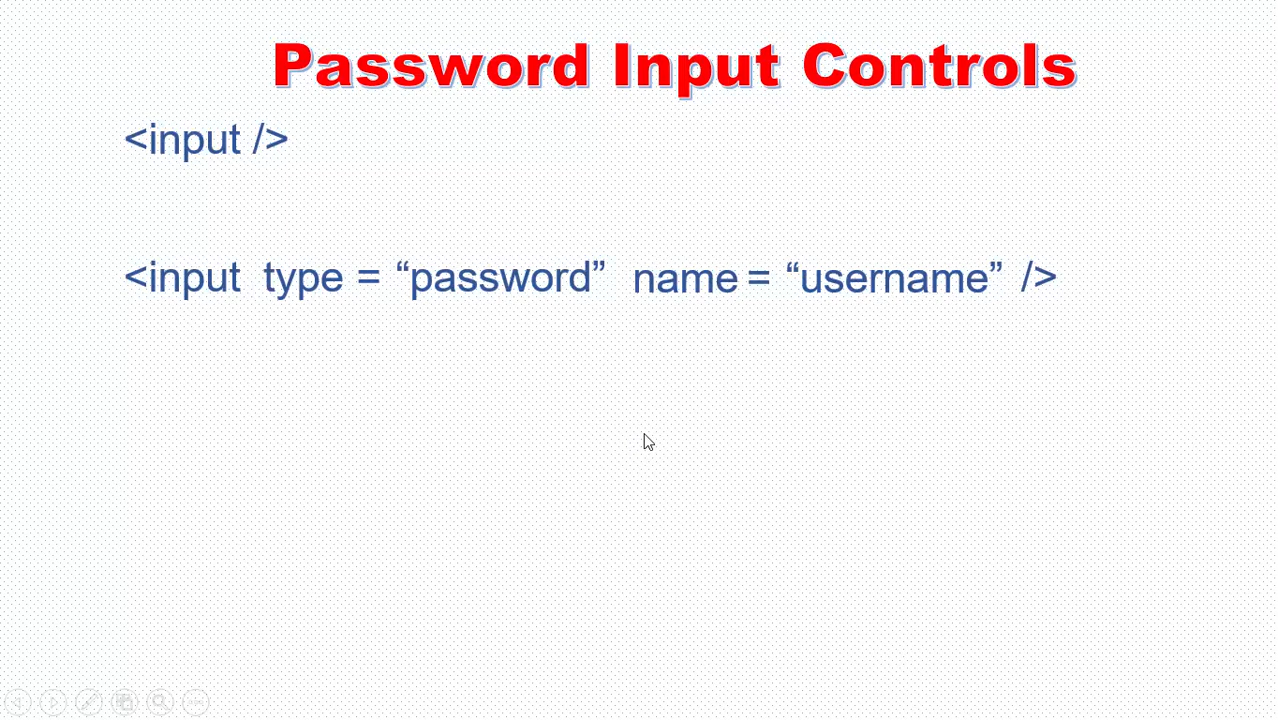 Password Input Controls
<input />
<input type = “password” name = “username” />